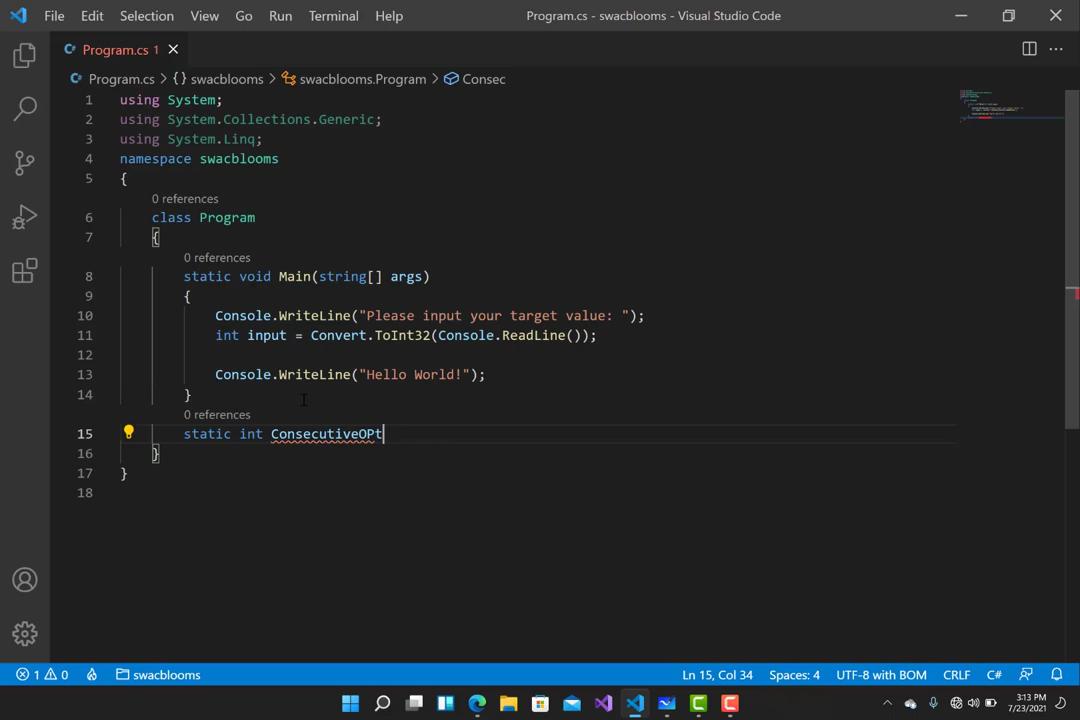 File Edit Selection View Go Run Terminal Help Program.cs - swacblooms - Visual Studio Code
Program.cs 1
Program.cs > {} swacblooms > swacblooms.Program > Consec
1 using System;
2 using System.Collections.Generic;
3 using System.Linq;
4 namespace swacblooms
5 {
0 references
6 class Program
7 {
0 references
8 static void Main(string[] args)
9 {
10 Console.WriteLine("Please input your target value: ");
11 int input = Convert.ToInt32(Console.ReadLine());
12
13 Console.WriteLine("Hello World!");
14 }
0 references
15 static int ConsecutiveOPt
16 }
17 }
18
1 0 swacblooms Ln 15, Col 34 Spaces: 4 UTF-8 with BOM CRLF C#
3:13 PM
7/23/2021